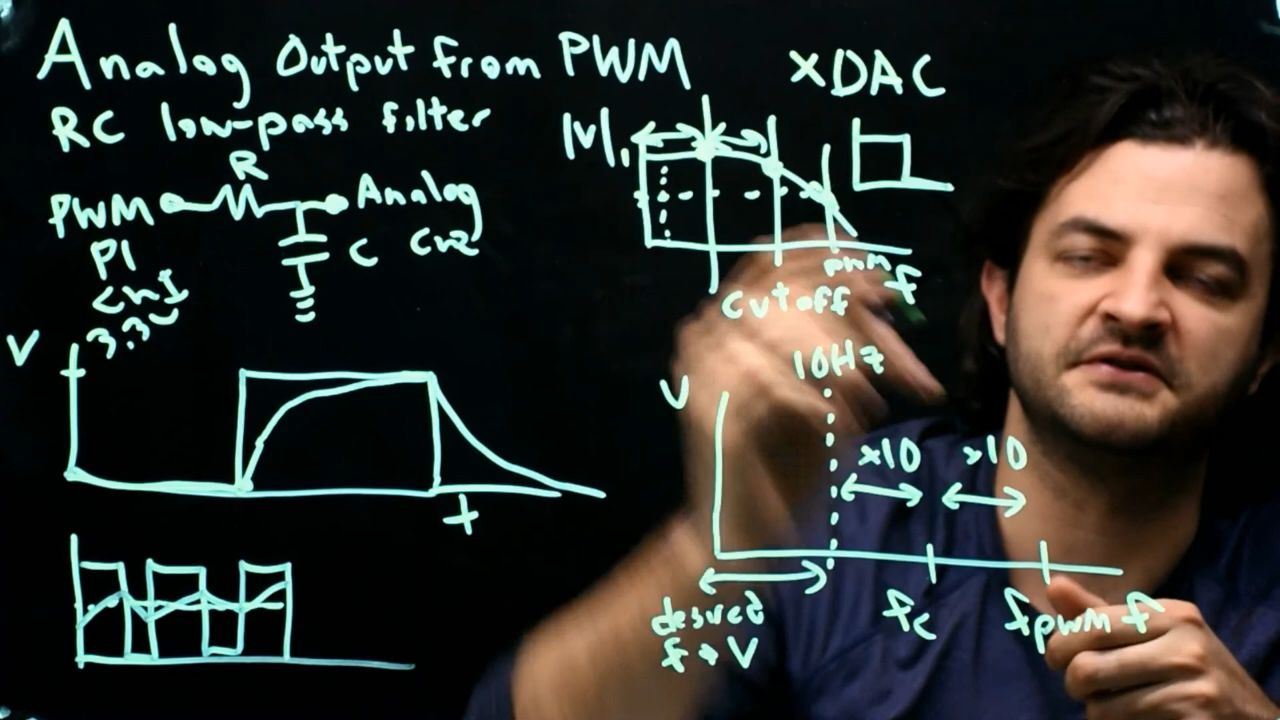 Analog Output from PWM
xDAC
RC low-pass filter
R
PWM
Analog
P1
C
Ch2
Ch1
3.3V
V
t
|V|
1
pwm
f
cutoff
10Hz
V
x10
x10
desired
f → V
fc
fpwm
f